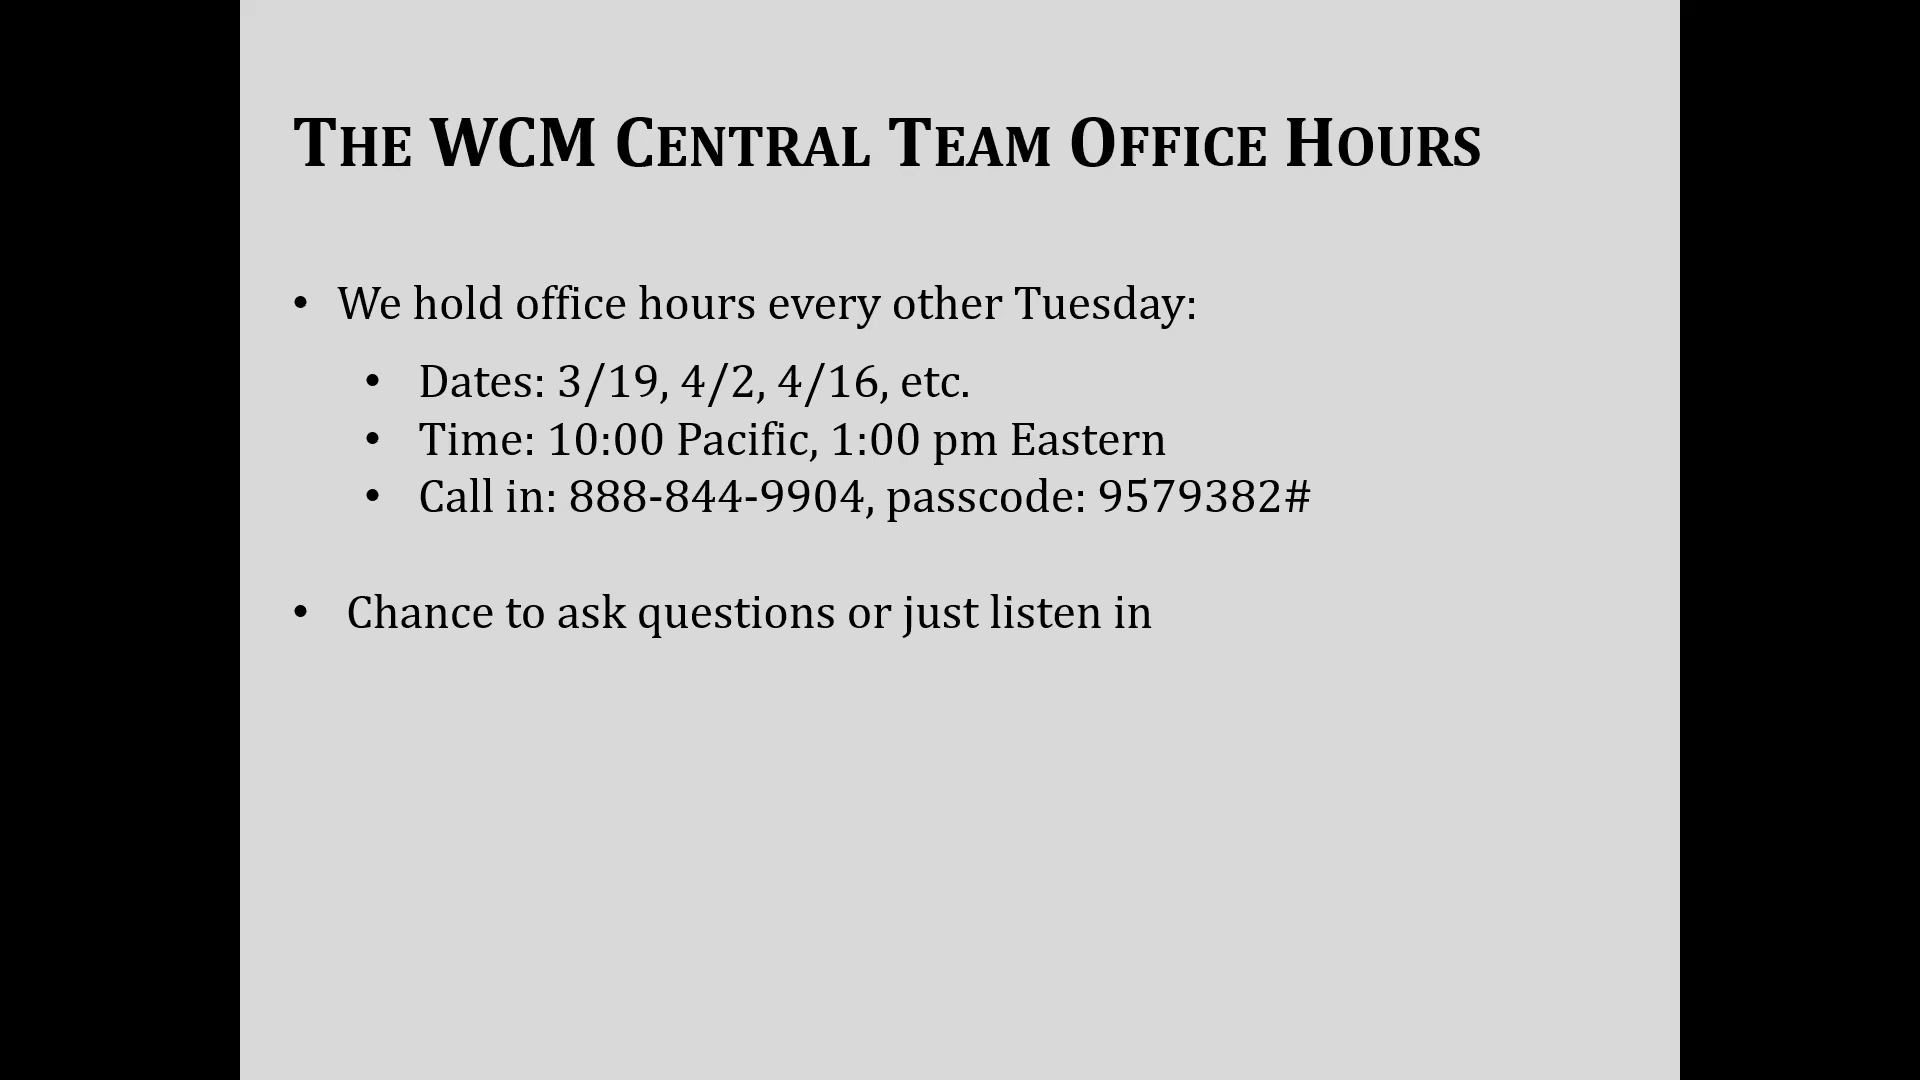 THE WCM CENTRAL TEAM OFFICE HOURS
• We hold office hours every other Tuesday:
• Dates: 3/19, 4/2, 4/16, etc.
• Time: 10:00 Pacific, 1:00 pm Eastern
• Call in: 888-844-9904, passcode: 9579382#
• Chance to ask questions or just listen in